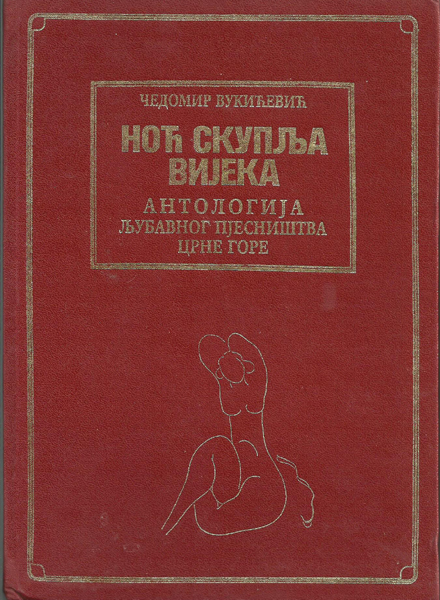 ЧЕДОМИР ВУКИЋЕВИЋ
НОЋ СКУПЉА
ВИЈЕКА
АНТОЛОГИЈА
ЉУБАВНОГ ПЈЕСНИШТВА
ЦРНЕ ГОРЕ